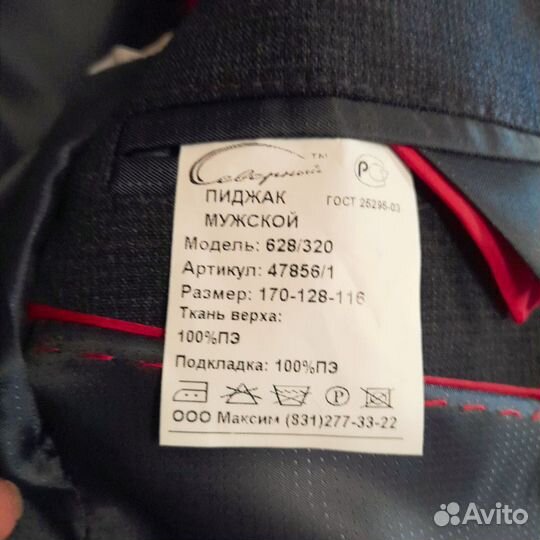 Северный™
ПИДЖАК
МУЖСКОЙ
ГОСТ 25295-03
Модель: 628/320
Артикул: 47856/1
Размер: 170-128-116
Ткань верха:
100%ПЭ
Подкладка: 100%ПЭ
P
ООО Максим (831)277-33-22
Avito